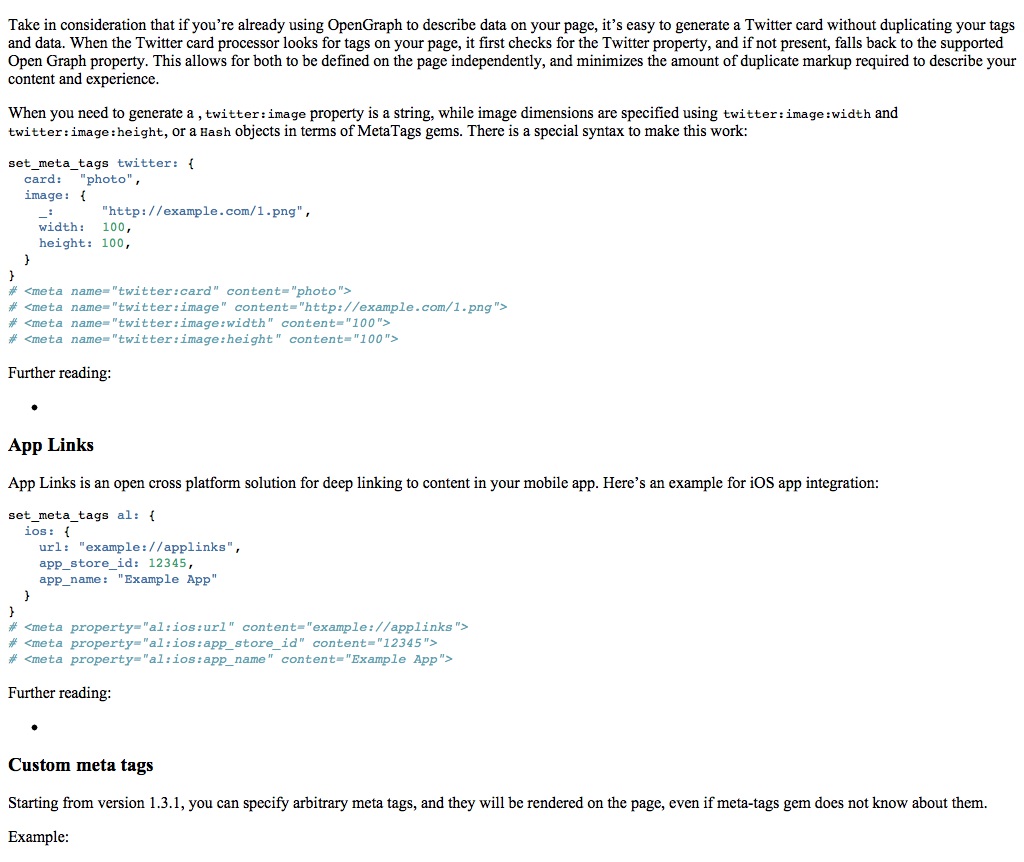 Take in consideration that if you’re already using OpenGraph to describe data on your page, it’s easy to generate a Twitter card without duplicating your tags
and data. When the Twitter card processor looks for tags on your page, it first checks for the Twitter property, and if not present, falls back to the supported
Open Graph property. This allows for both to be defined on the page independently, and minimizes the amount of duplicate markup required to describe your
content and experience.
When you need to generate a , twitter:image property is a string, while image dimensions are specified using twitter:image:width and
twitter:image:height, or a Hash objects in terms of MetaTags gems. There is a special syntax to make this work:
set_meta_tags twitter: {
  card:  "photo",
  image: {
    _:      "http://example.com/1.png",
    width:  100,
    height: 100,
  }
}
# <meta name="twitter:card" content="photo">
# <meta name="twitter:image" content="http://example.com/1.png">
# <meta name="twitter:image:width" content="100">
# <meta name="twitter:image:height" content="100">
Further reading:
•
App Links
App Links is an open cross platform solution for deep linking to content in your mobile app. Here’s an example for iOS app integration:
set_meta_tags al: {
  ios: {
    url: "example://applinks",
    app_store_id: 12345,
    app_name: "Example App"
  }
}
# <meta property="al:ios:url" content="example://applinks">
# <meta property="al:ios:app_store_id" content="12345">
# <meta property="al:ios:app_name" content="Example App">
Further reading:
•
Custom meta tags
Starting from version 1.3.1, you can specify arbitrary meta tags, and they will be rendered on the page, even if meta-tags gem does not know about them.
Example: